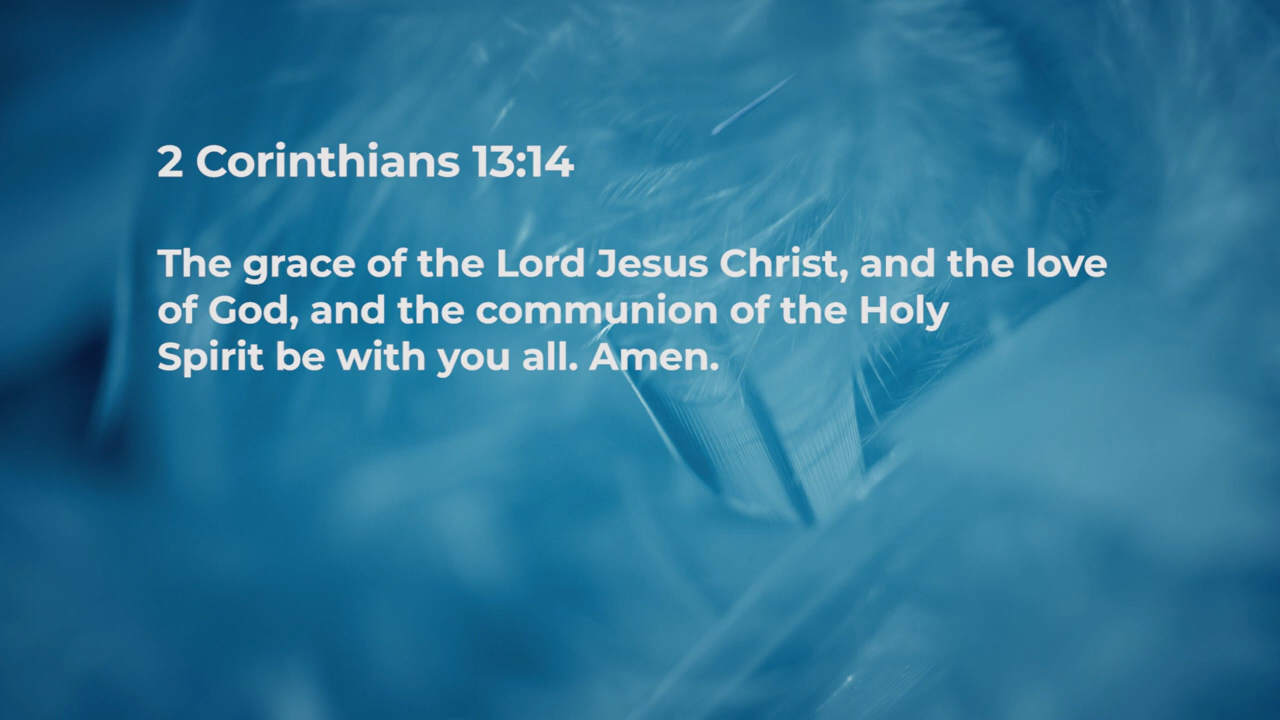 2 Corinthians 13:14
The grace of the Lord Jesus Christ, and the love
of God, and the communion of the Holy
Spirit be with you all. Amen.